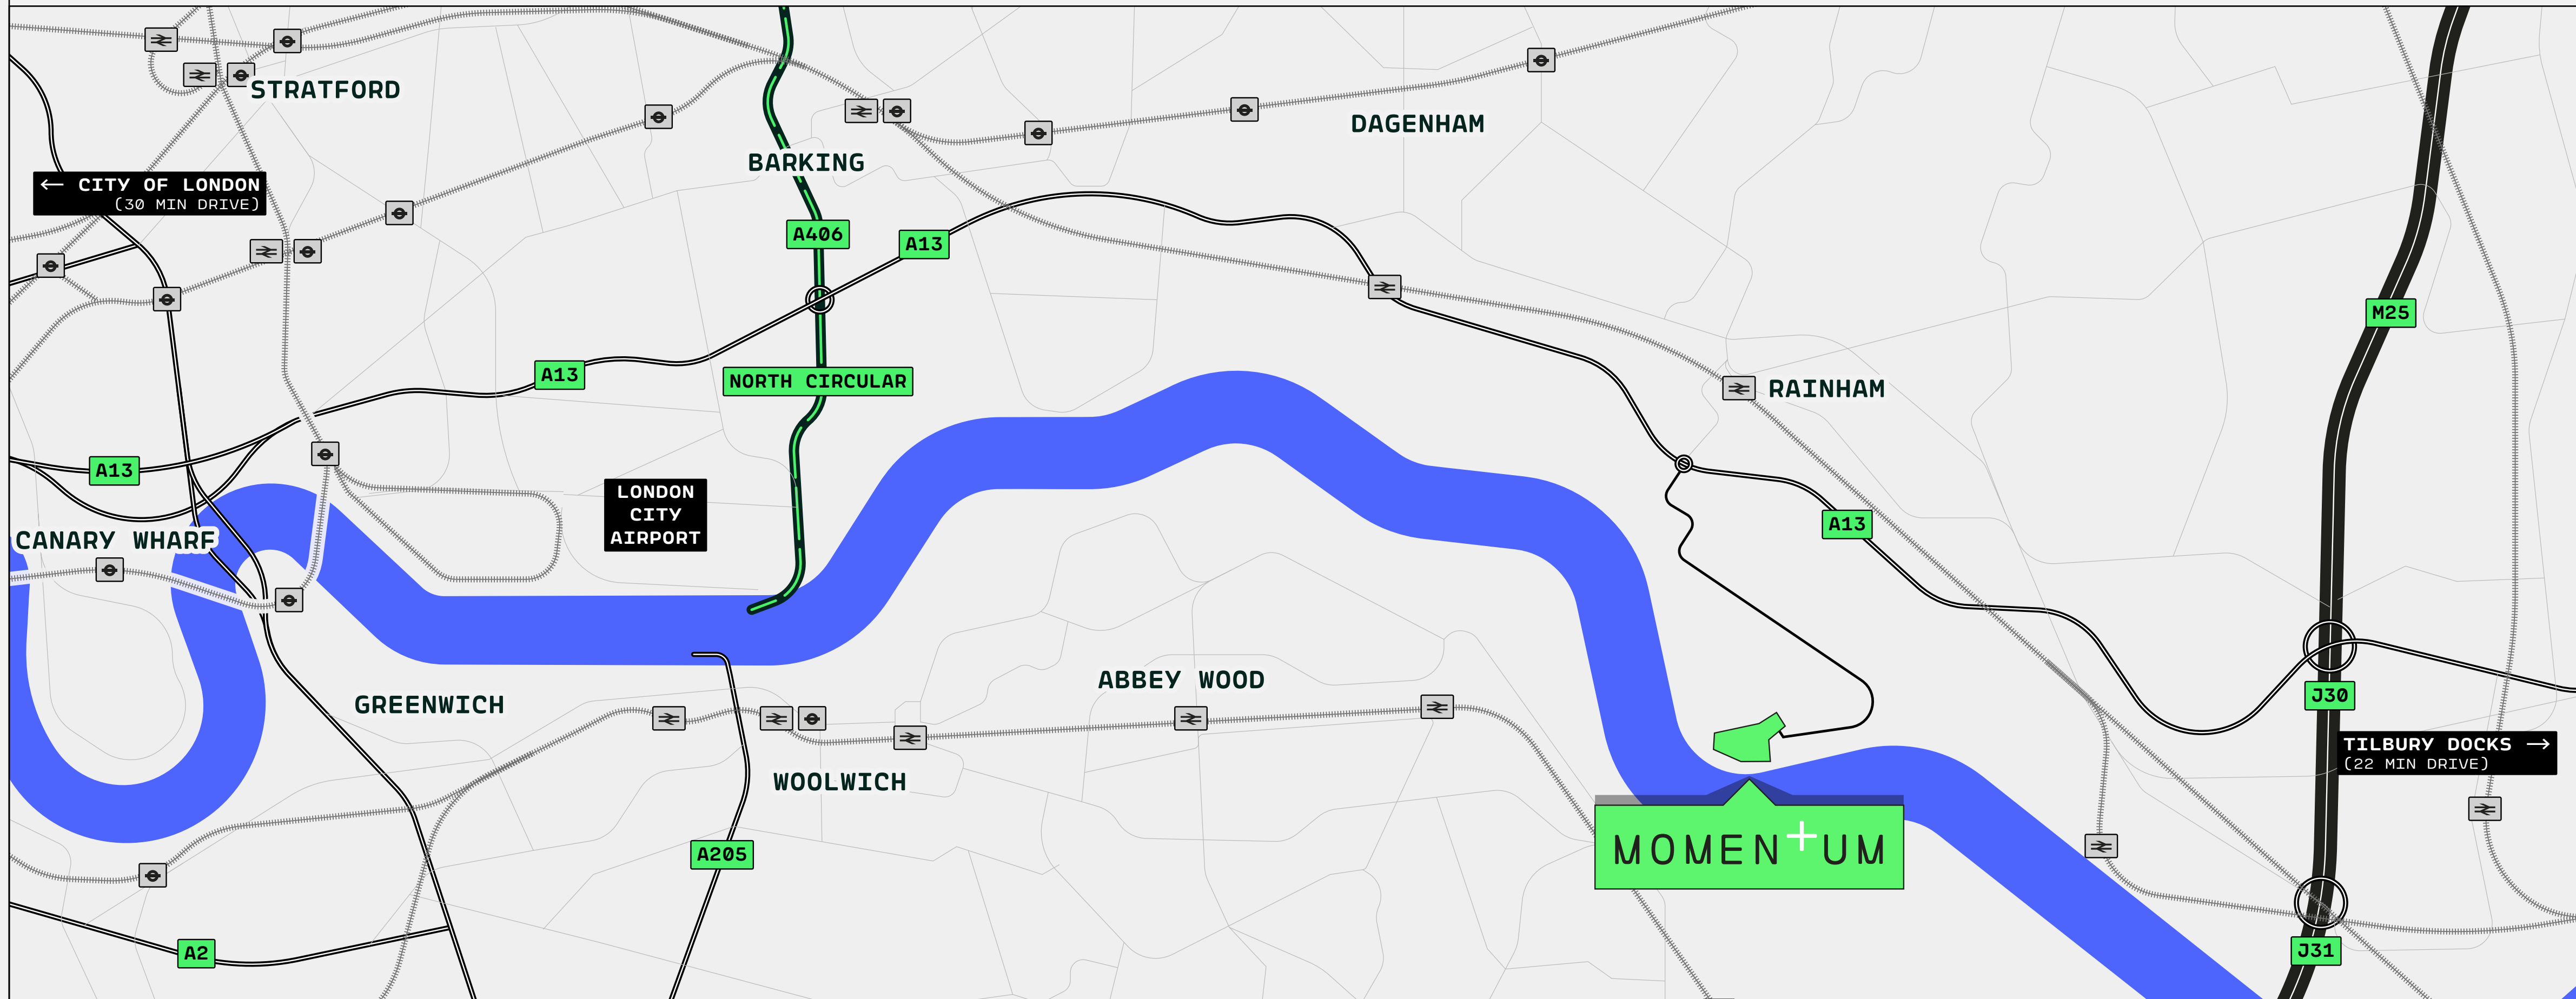 STRATFORD
DAGENHAM
BARKING
← CITY OF LONDON
(30 MIN DRIVE)
A406
A13
M25
A13
NORTH CIRCULAR
RAINHAM
A13
LONDON
CITY
AIRPORT
A13
CANARY WHARF
ABBEY WOOD
J30
GREENWICH
TILBURY DOCKS →
(22 MIN DRIVE)
WOOLWICH
MOMENTUM
A205
A2
J31